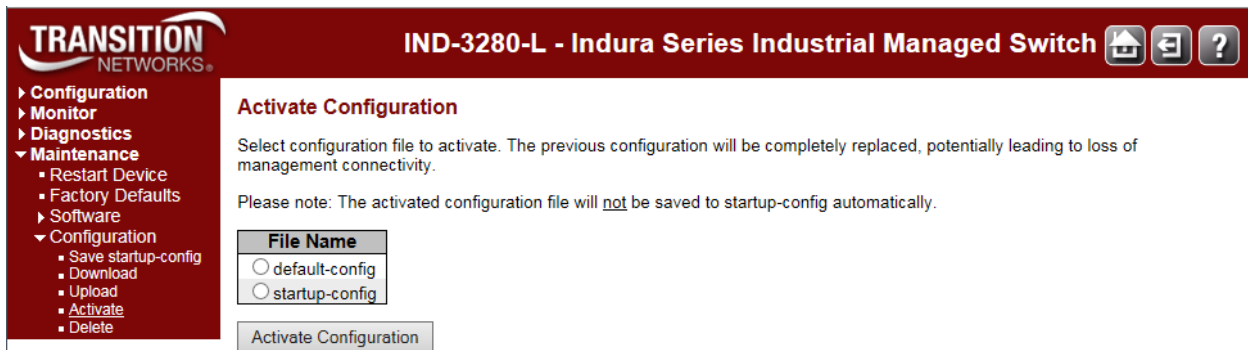 TRANSITION
NETWORKS®
IND-3280-L - Indura Series Industrial Managed Switch
?
Configuration
Monitor
Diagnostics
Maintenance
Restart Device
Factory Defaults
Software
Configuration
Save startup-config
Download
Upload
Activate
Delete
Activate Configuration
Select configuration file to activate. The previous configuration will be completely replaced, potentially leading to loss of
management connectivity.
Please note: The activated configuration file will not be saved to startup-config automatically.
File Name
default-config
startup-config
Activate Configuration